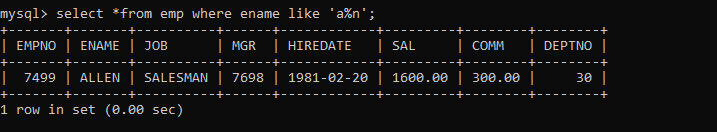 mysql> select *from emp where ename like 'a%n';
+-------+-------+----------+------+------------+---------+--------+--------+
| EMPNO | ENAME | JOB      | MGR  | HIREDATE   | SAL     | COMM   | DEPTNO |
+-------+-------+----------+------+------------+---------+--------+--------+
|  7499 | ALLEN | SALESMAN | 7698 | 1981-02-20 | 1600.00 | 300.00 |     30 |
+-------+-------+----------+------+------------+---------+--------+--------+
1 row in set (0.00 sec)